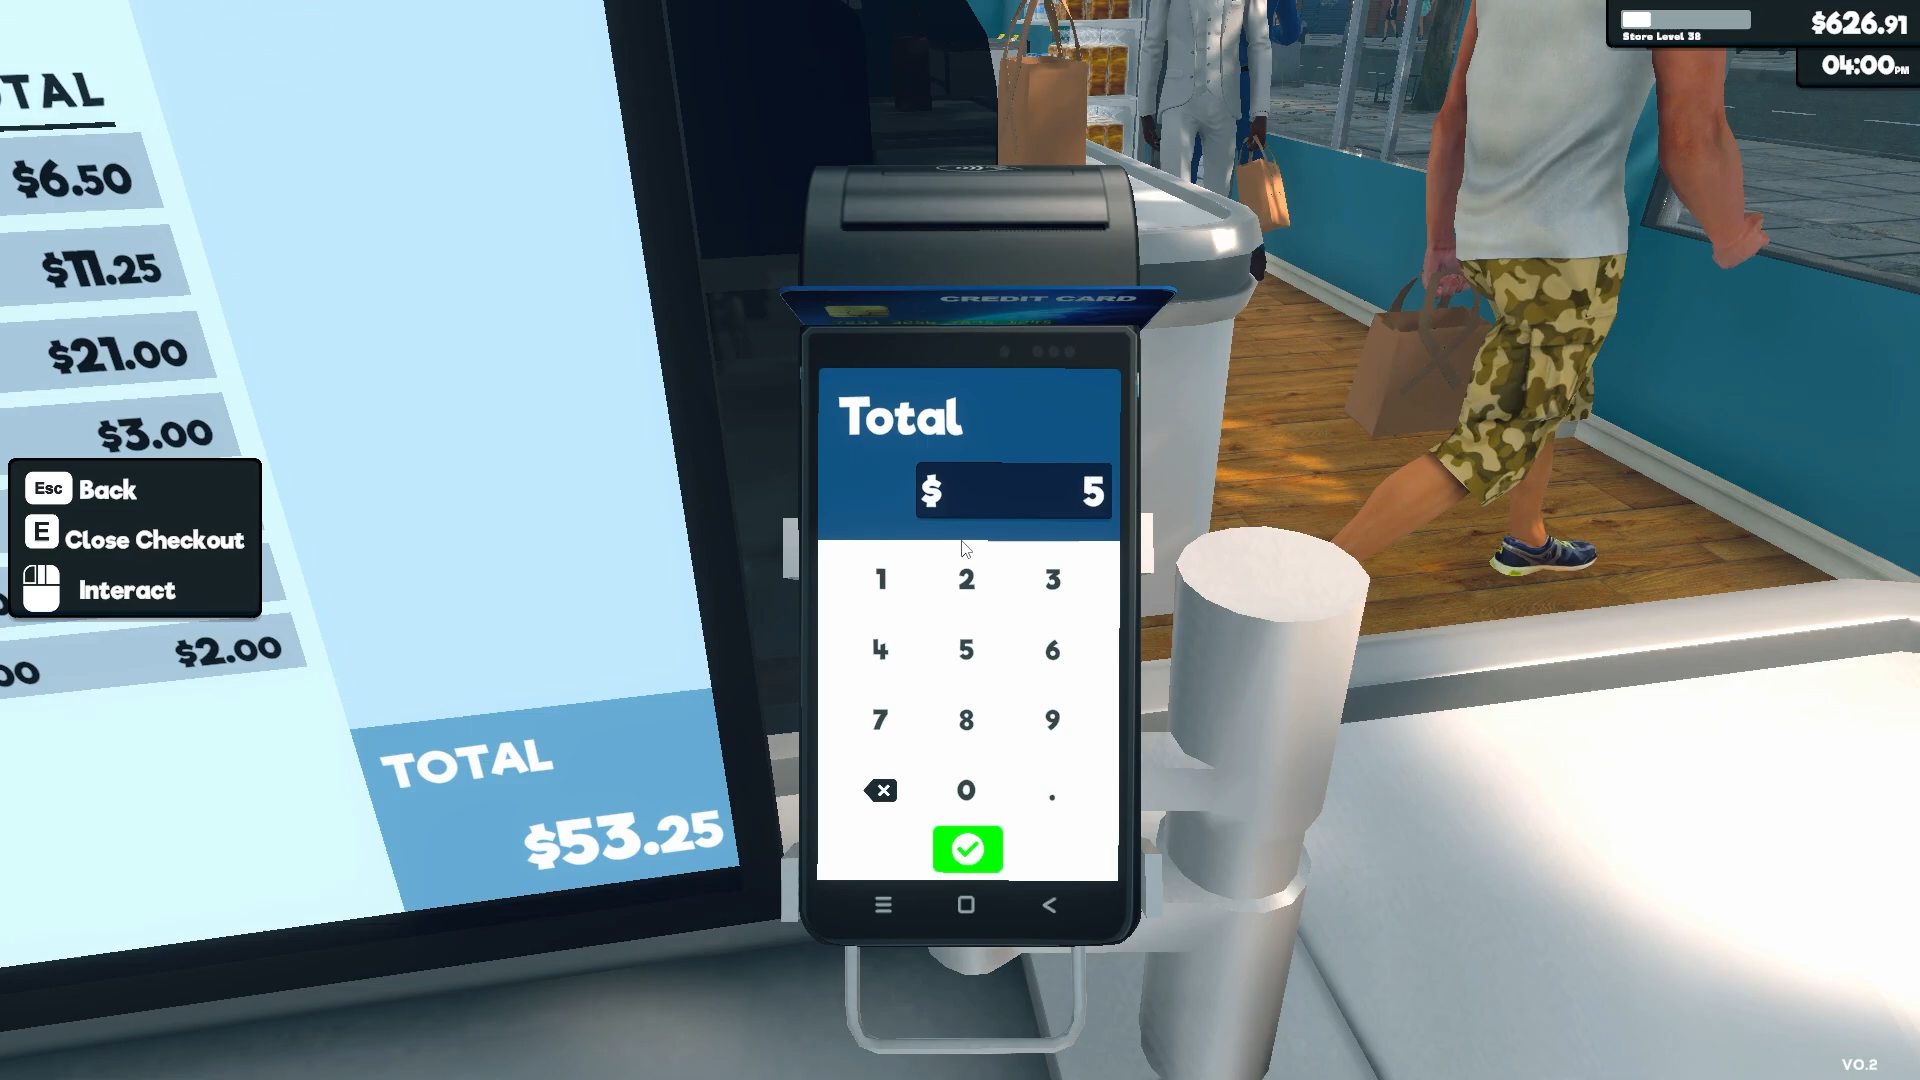 $626.91
Store Level 38
04:00PM
TOTAL
$6.50
$11.25
$21.00
$3.00
$2.00
TOTAL
$53.25
Esc Back
E Close Checkout
Interact
CREDIT CARD
Total
$ 5
1 2 3
4 5 6
7 8 9
0 .
V0.2